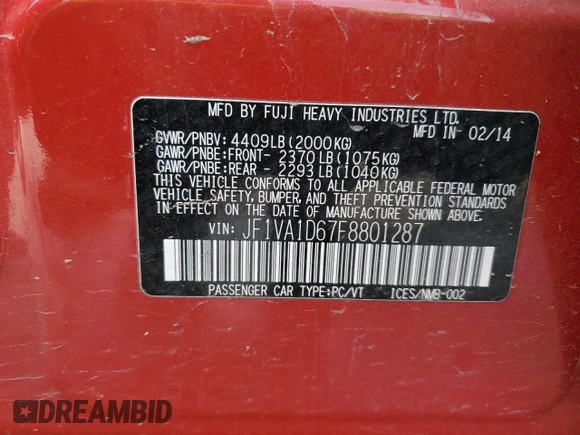 MFD BY FUJI HEAVY INDUSTRIES LTD.
MFD IN 02/14
GVWR/PNBV: 4409LB(2000KG)
GAWR/PNBE:FRONT- 2370LB(1075KG)
GAWR/PNBE:REAR - 2293LB(1040KG)
THIS VEHICLE CONFORMS TO ALL APPLICABLE FEDERAL MOTOR
VEHICLE SAFETY, BUMPER, AND THEFT PREVENTION STANDARDS
IN EFFECT ON THE DATE OF MANUFACTURE SHOWN ABOVE.
VIN: JF1VA1D67F8801287
PASSENGER CAR TYPE:PC/VT ICES/NMB-002
DREAMBID